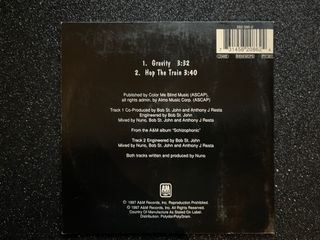 1. Gravity 3:32
2. Hop The Train 3:40
Published by Color Me Blind Music (ASCAP),
all rights admin. by Almo Music Corp. (ASCAP)
Track 1 Co-Produced by Bob St. John and Anthony J Resta
Engineered by Bob St. John
Mixed by Nuno, Bob St. John and Anthony J Resta
From the A&M album "Schizophonic"
Track 2 Engineered by Bob St. John
Mixed by Nuno, Bob St. John and Anthony J Resta
Both tracks written and produced by Nuno
A&M
℗ 1997 A&M Records, Inc. Reproduction Prohibited.
© 1997 A&M Records, Inc. All Rights Reserved.
Country Of Manufacture As Stated On Label.
Distribution: Polydor/PolyGram.